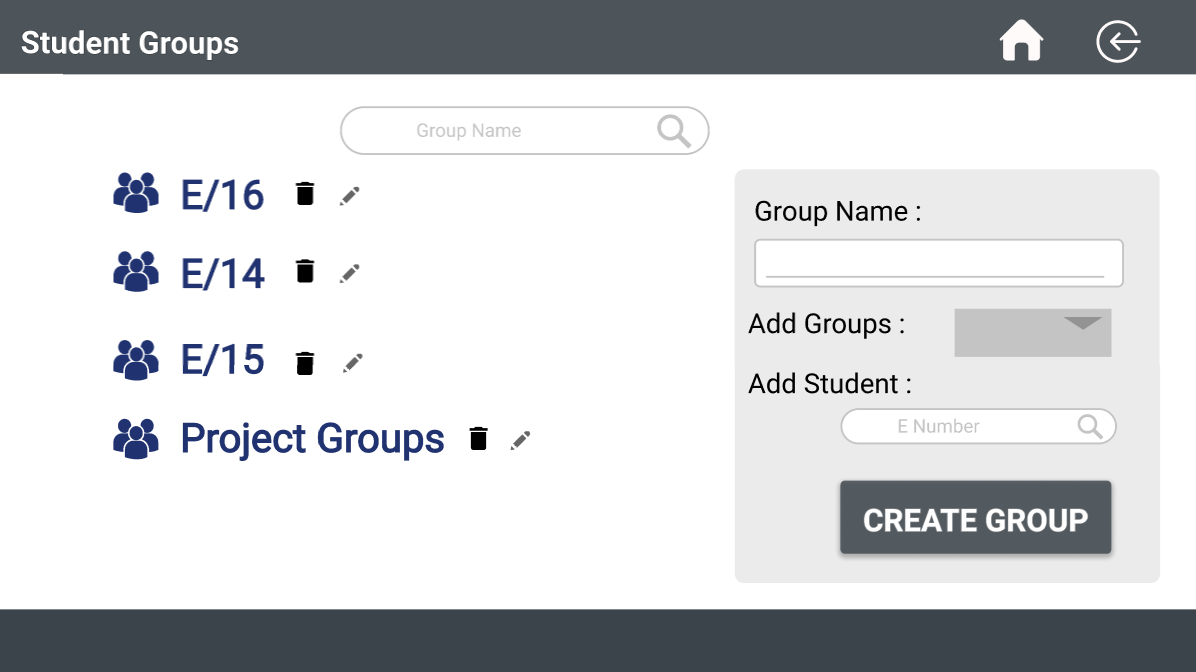 Student Groups
Group Name
E/16
E/14
E/15
Project Groups
Group Name :
Add Groups :
Add Student :
E Number
CREATE GROUP